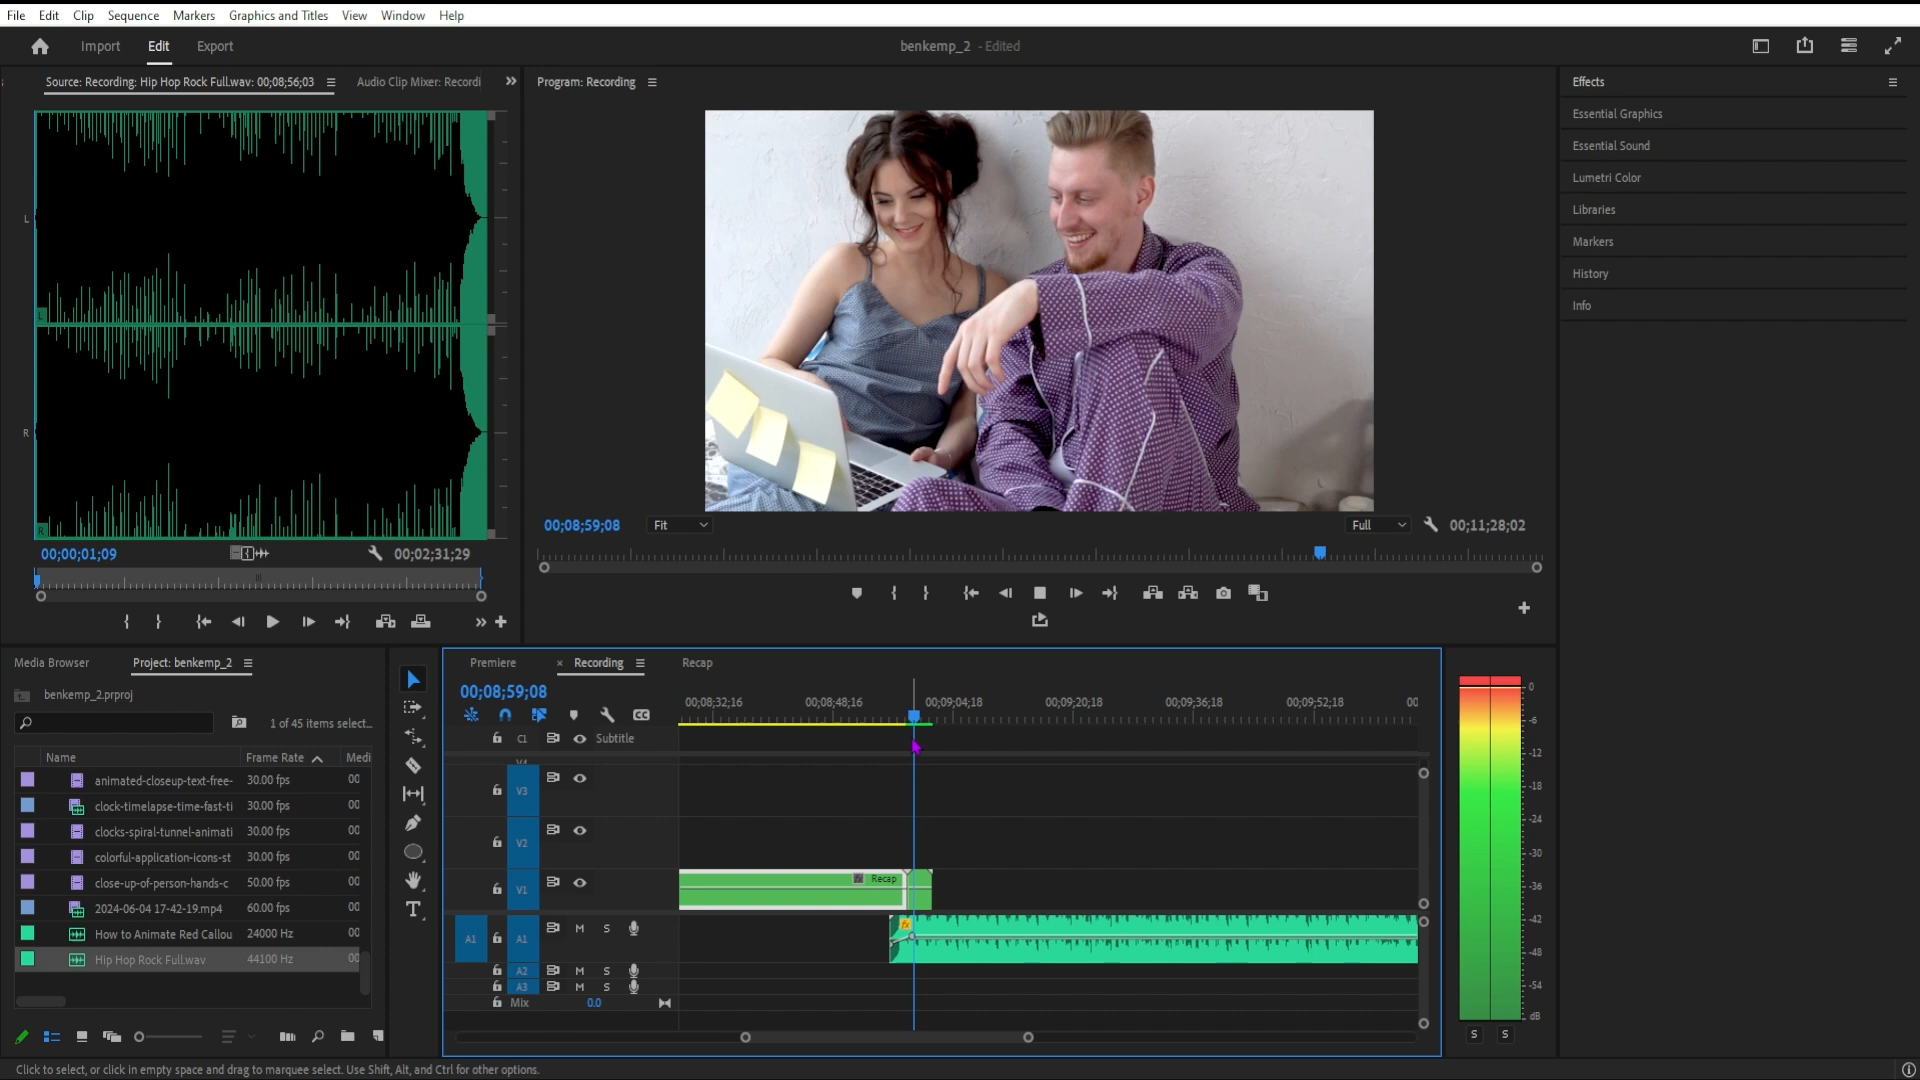 File Edit Clip Sequence Markers Graphics and Titles View Window Help
Import Edit Export
benkemp_2 - Edited
Source: Recording: Hip Hop Rock Full.wav: 00;08;56;03
Audio Clip Mixer: Recordi
Program: Recording
Effects
Essential Graphics
Essential Sound
Lumetri Color
Libraries
Markers
History
Info
L
R
L
R
00;00;01;09
00;02;31;29
00;08;59;08
Fit
Full
00;11;28;02
Media Browser
Project: benkemp_2
benkemp_2.prproj
1 of 45 items select...
Name Frame Rate Medi
animated-closeup-text-free- 30.00 fps 00
clock-timelapse-time-fast-ti 30.00 fps 00
clocks-spiral-tunnel-animati 30.00 fps 00
colorful-application-icons-st 30.00 fps 00
close-up-of-person-hands-c 50.00 fps 00
2024-06-04 17-42-19.mp4 60.00 fps 00
How to Animate Red Callou 24000 Hz 00
Hip Hop Rock Full.wav 44100 Hz 00
Premiere
× Recording
Recap
00;08;59;08
00;08;32;16 00;08;48;16 00;09;04;18 00;09;20;18 00;09;36;18 00;09;52;18 00
C1 Subtitle
V4
V3
V2
V1
fx Recap
A1 A1 M S
fx
A2 M S
A3 M S
Mix 0.0
0
-6
-12
-18
-24
-30
-36
-42
-48
-54
dB
S S
Click to select, or click in empty space and drag to marquee select. Use Shift, Alt, and Ctrl for other options.